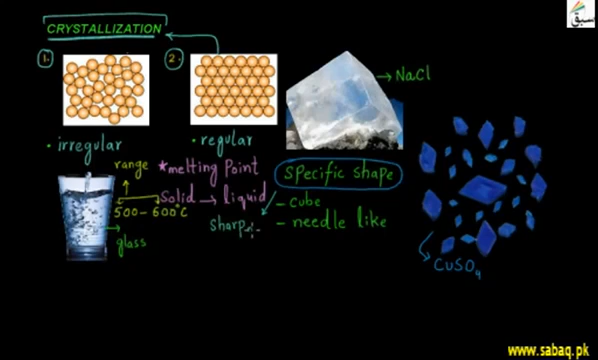 CRYSTALLIZATION
1.
2.
NaCl
• irregular
• regular
range
*melting Point
Specific shape
Solid → liquid
500 - 600°C
- cube
sharp
- needle like
glass
CuSO4
سبق
www.sabaq.pk